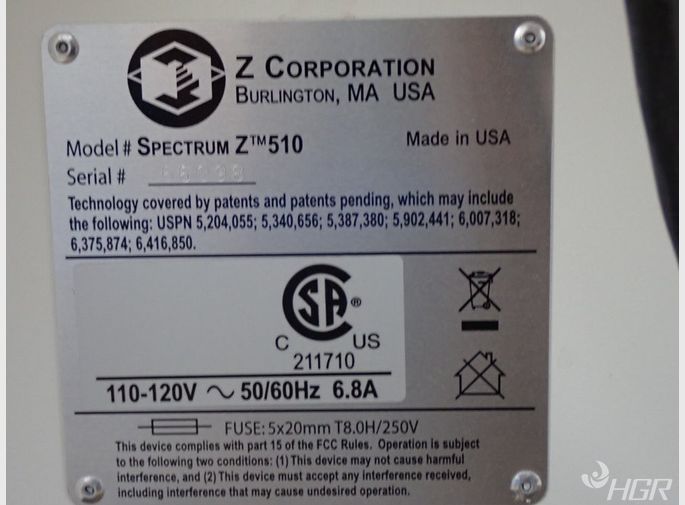 Z CORPORATION
BURLINGTON, MA USA
Model # SPECTRUM Z™510
Made in USA
Serial #
Technology covered by patents and patents pending, which may include
the following: USPN 5,204,055; 5,340,656; 5,387,380; 5,902,441; 6,007,318;
6,375,874; 6,416,850.
SA ®
C US
211710
110-120V ~ 50/60Hz 6.8A
FUSE: 5x20mm T8.0H/250V
This device complies with part 15 of the FCC Rules. Operation is subject
to the following two conditions: (1) This device may not cause harmful
interference, and (2) This device must accept any interference received,
including interference that may cause undesired operation.
HGR